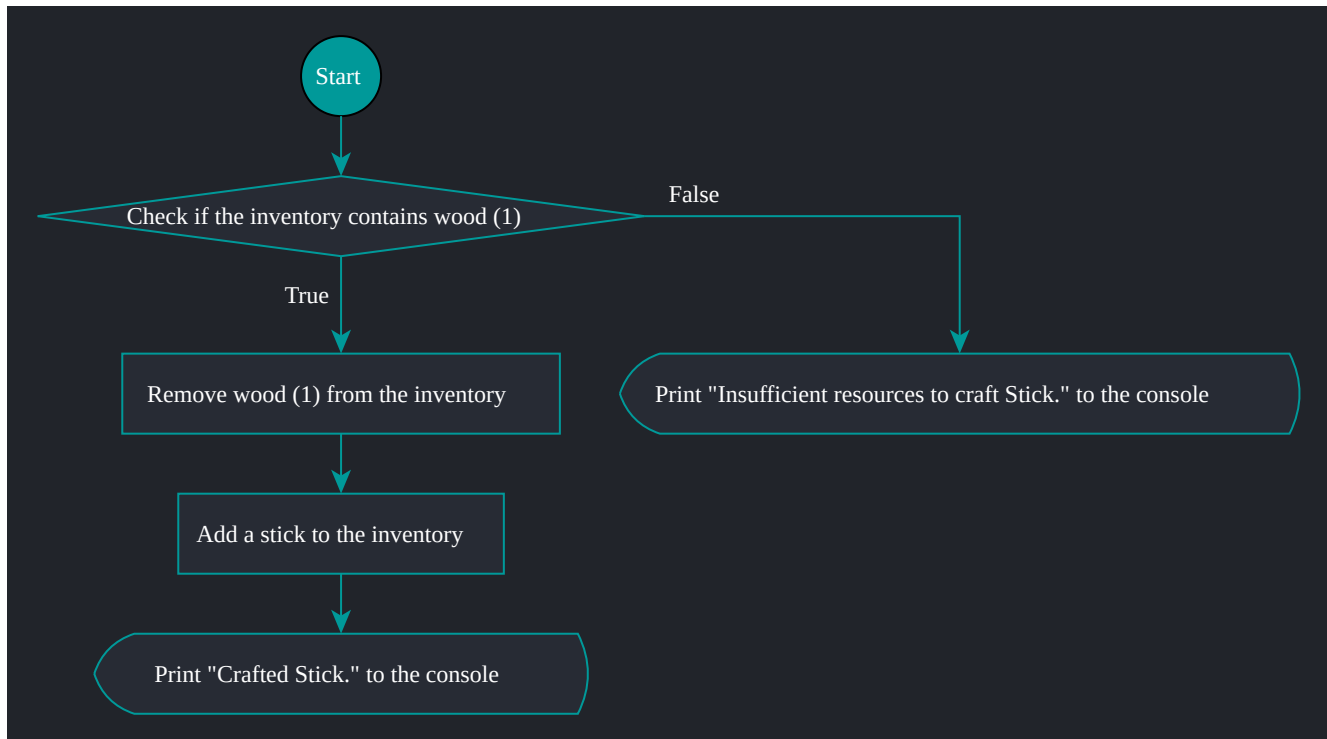 Start
Check if the inventory contains wood (1)
False
True
Remove wood (1) from the inventory
Print "Insufficient resources to craft Stick." to the console
Add a stick to the inventory
Print "Crafted Stick." to the console